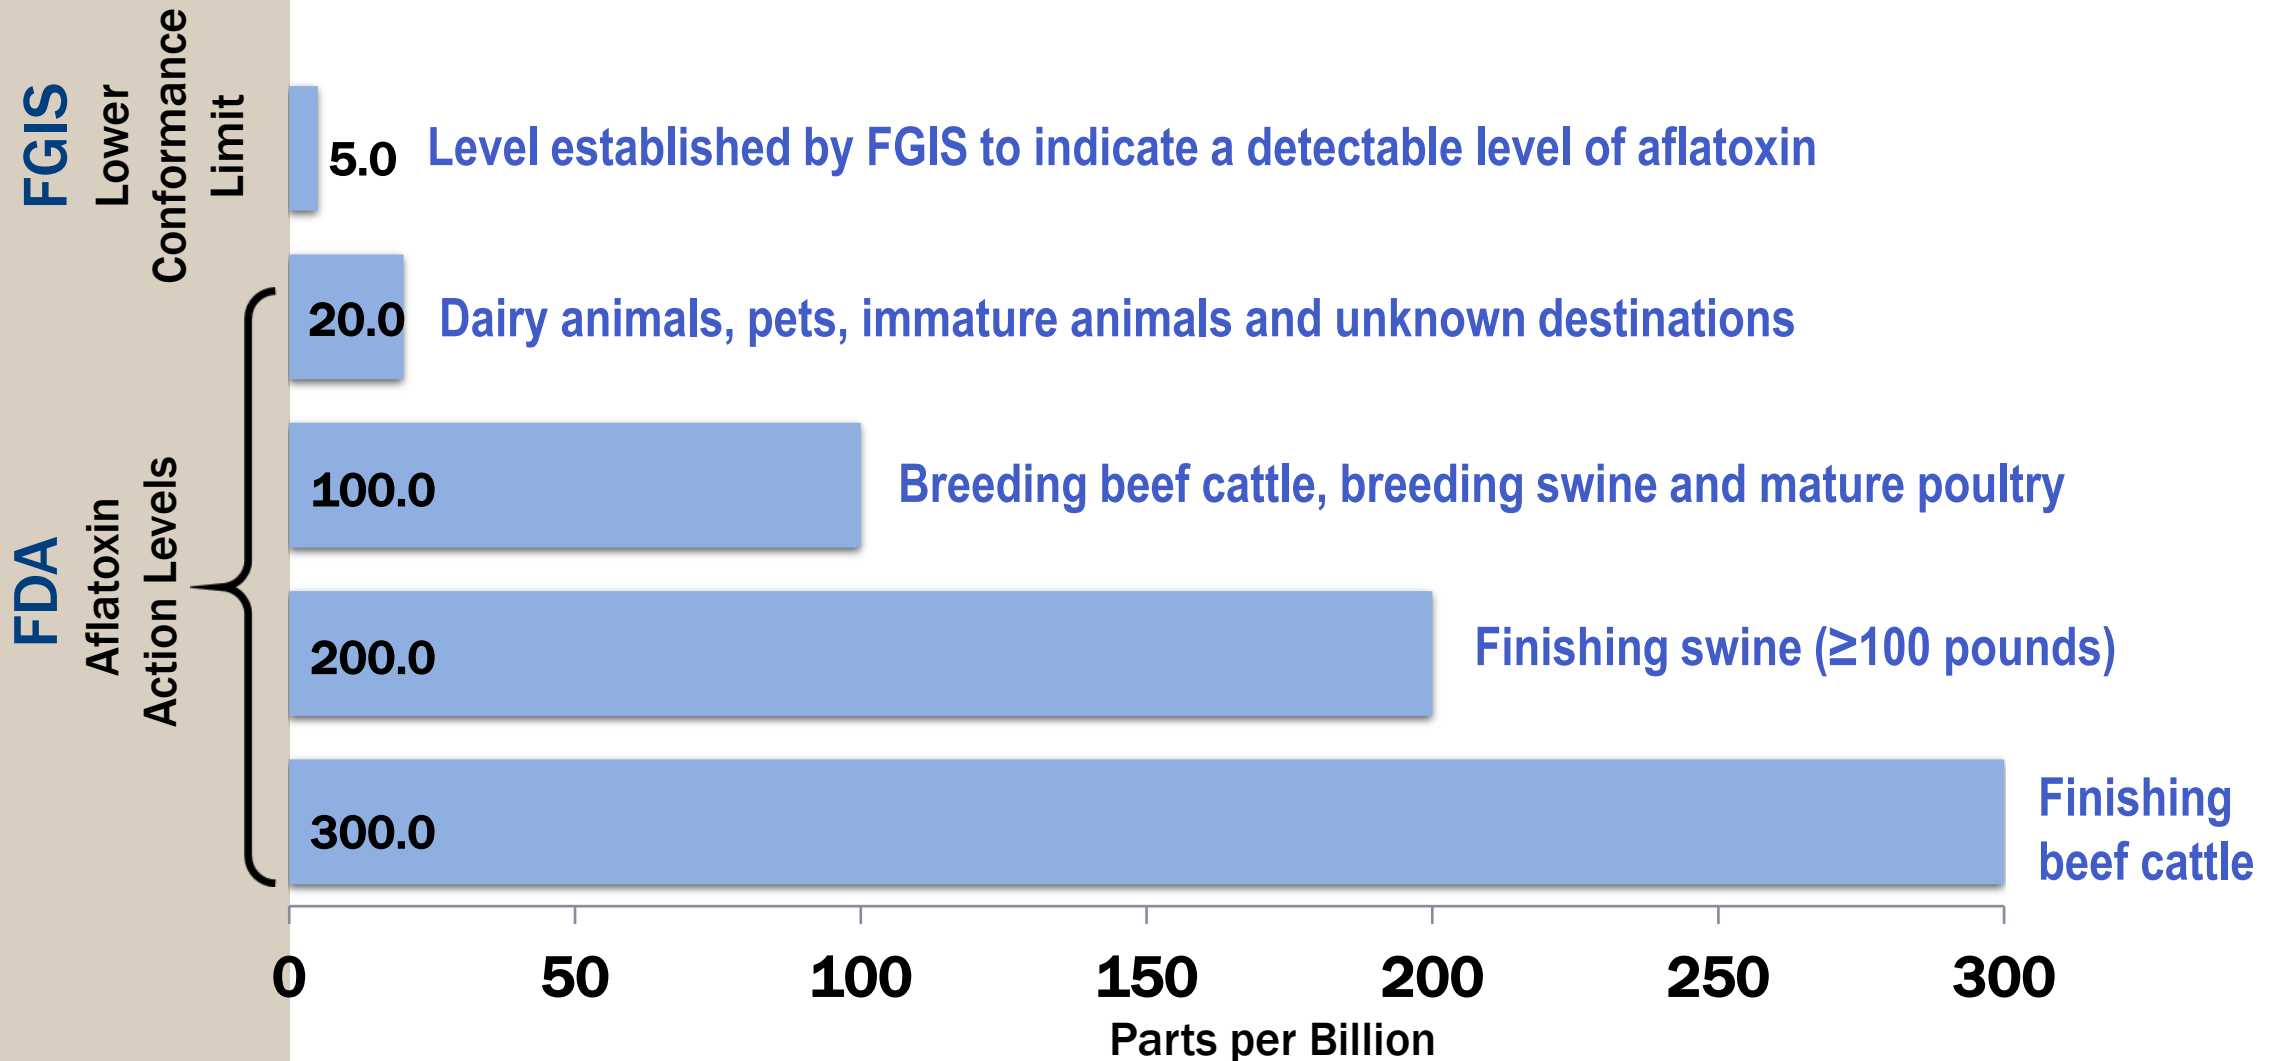 FGIS
Lower
Conformance
Limit
5.0
Level established by FGIS to indicate a detectable level of aflatoxin
20.0
Dairy animals, pets, immature animals and unknown destinations
FDA
Aflatoxin
Action Levels
100.0
Breeding beef cattle, breeding swine and mature poultry
200.0
Finishing swine (≥100 pounds)
300.0
Finishing
beef cattle
0 50 100 150 200 250 300
Parts per Billion